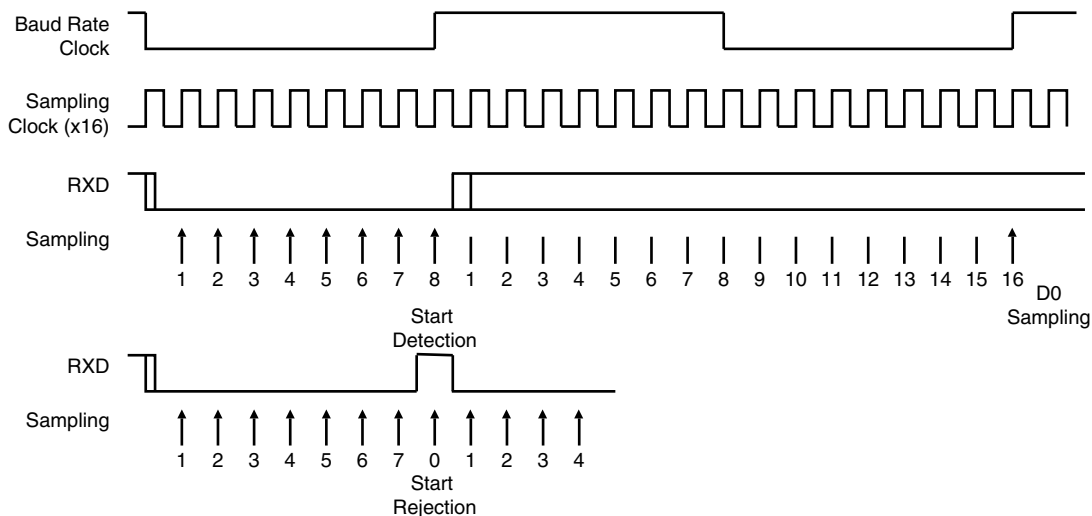 Baud Rate
Clock
Sampling
Clock (x16)
RXD
Sampling
1 2 3 4 5 6 7 8 1 2 3 4 5 6 7 8 9 10 11 12 13 14 15 16
D0
Sampling
Start
Detection
RXD
Sampling
1 2 3 4 5 6 7 0 1 2 3 4
Start
Rejection